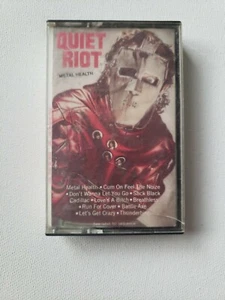 QUIET
RIOT
METAL HEALTH
Metal Health • Cum On Feel The Noize
• Don't Wanna Let You Go • Slick Black
Cadillac • Love's A Bitch • Breathless
• Run For Cover • Battle Axe
• Let's Get Crazy • Thunderbird